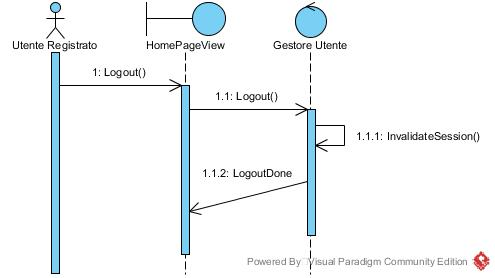 Utente Registrato
HomePageView
Gestore Utente
1: Logout()
1.1: Logout()
1.1.1: InvalidateSession()
1.1.2: LogoutDone
Powered By Visual Paradigm Community Edition